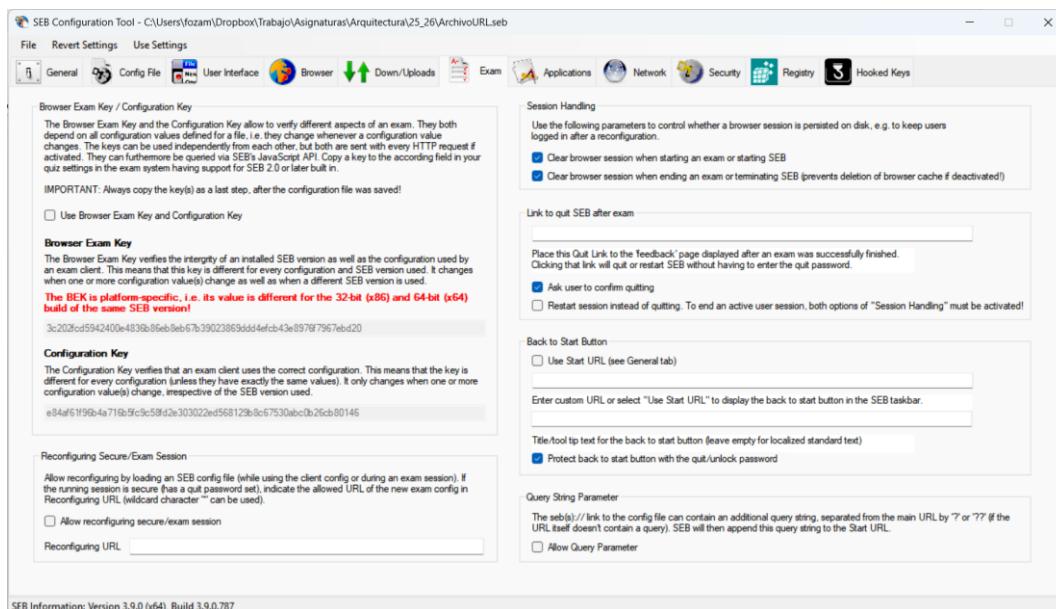 SEB Configuration Tool - C:\Users\fozam\Dropbox\Trabajo\Asignaturas\Arquitectura\25_26\ArchivoURL.seb
File Revert Settings Use Settings
General Config File User Interface Browser Down/Uploads Exam Applications Network Security Registry Hooked Keys
Browser Exam Key / Configuration Key
The Browser Exam Key and the Configuration Key allow to verify different aspects of an exam. They both
depend on all configuration values defined for a file, i.e. they change whenever a configuration value
changes. The keys can be used independently from each other, but both are sent with every HTTP request if
activated. They can furthermore be queried via SEB's JavaScript API. Copy a key to the according field in your
quiz settings in the exam system having support for SEB 2.0 or later built in.
IMPORTANT: Always copy the key(s) as a last step, after the configuration file was saved!
Use Browser Exam Key and Configuration Key
Browser Exam Key
The Browser Exam Key verifies the intergrity of an installed SEB version as well as the configuration used by
an exam client. This means that this key is different for every configuration and SEB version used. It changes
when one or more configuration value(s) change as well as when a different SEB version is used.
The BEK is platform-specific, i.e. its value is different for the 32-bit (x86) and 64-bit (x64)
build of the same SEB version!
3c202fcd5942400e4836b86eb8eb67b39023869ddd4efcb43e8976f7967ebd20
Configuration Key
The Configuration Key verifies that an exam client uses the correct configuration. This means that the key is
different for every configuration (unless they have exactly the same values). It only changes when one or more
configuration value(s) change, irrespective of the SEB version used.
e84af61f96b4a716b5fc9c58fd2e303022ed568129b8c67530abc0b26cb80146
Reconfiguring Secure/Exam Session
Allow reconfiguring by loading an SEB config file (while using the client config or during an exam session). If
the running session is secure (has a quit password set), indicate the allowed URL of the new exam config in
Reconfiguring URL (wildcard character '*' can be used).
Allow reconfiguring secure/exam session
Reconfiguring URL
Session Handling
Use the following parameters to control whether a browser session is persisted on disk, e.g. to keep users
logged in after a reconfiguration.
Clear browser session when starting an exam or starting SEB
Clear browser session when ending an exam or terminating SEB (prevents deletion of browser cache if deactivated!)
Link to quit SEB after exam
Place this Quit Link to the 'feedback' page displayed after an exam was successfully finished.
Clicking that link will quit or restart SEB without having to enter the quit password.
Ask user to confirm quitting
Restart session instead of quitting. To end an active user session, both options of "Session Handling" must be activated!
Back to Start Button
Use Start URL (see General tab)
Enter custom URL or select "Use Start URL" to display the back to start button in the SEB taskbar.
Title/tool tip text for the back to start button (leave empty for localized standard text)
Protect back to start button with the quit/unlock password
Query String Parameter
The seb(s):// link to the config file can contain an additional query string, separated from the main URL by '?' or '??' (if the
URL itself doesn't contain a query). SEB will then append this query string to the Start URL.
Allow Query Parameter
SEB Information: Version 3.9.0 (x64), Build 3.9.0.787